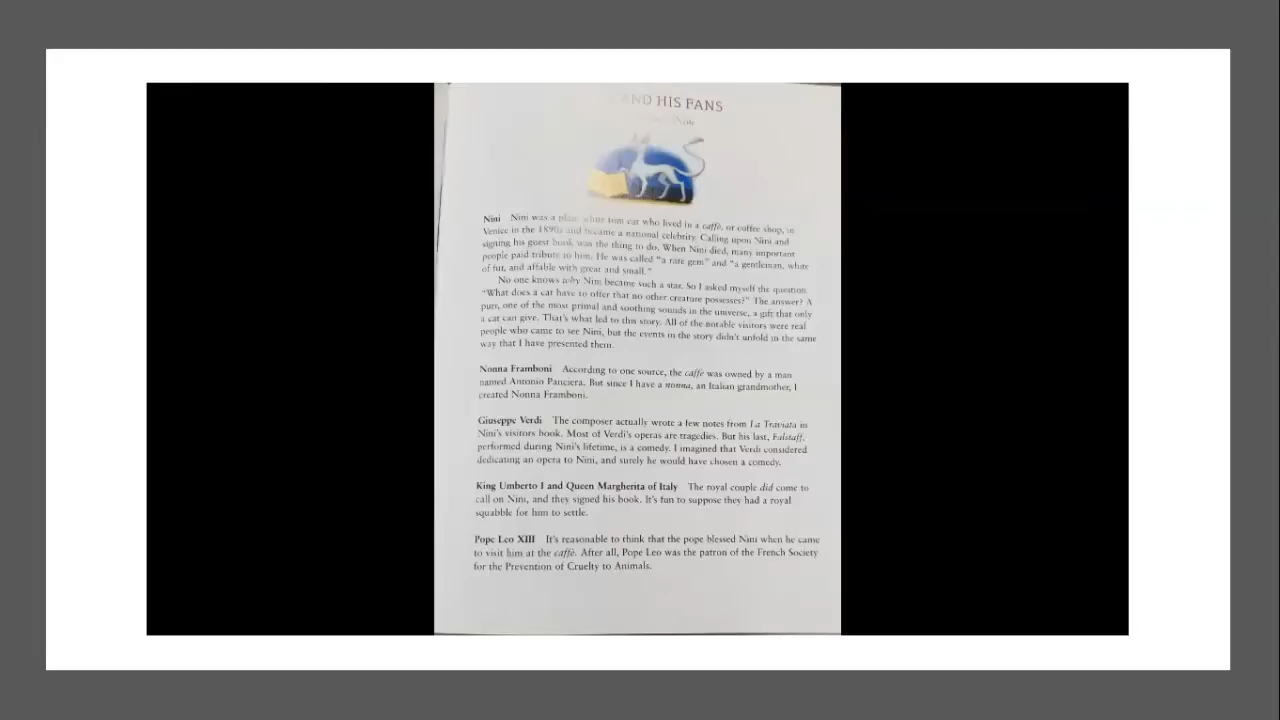 AND HIS FANS
Note
Nini Nini was a plain white tom cat who lived in a caffè, or coffee shop, in
Venice in the 1890s and became a national celebrity. Calling upon Nini and
signing his guest book was the thing to do. When Nini died, many important
people paid tribute to him. He was called “a rare gem” and “a gentleman, white
of fur, and affable with great and small.”
No one knows why Nini became such a star. So I asked myself the question
“What does a cat have to offer that no other creature possesses?” The answer? A
purr, one of the most primal and soothing sounds in the universe, a gift that only
a cat can give. That’s what led to this story. All of the notable visitors were real
people who came to see Nini, but the events in the story didn’t unfold in the same
way that I have presented them.
Nonna Framboni According to one source, the caffè was owned by a man
named Antonio Panciera. But since I have a nonna, an Italian grandmother, I
created Nonna Framboni.
Giuseppe Verdi The composer actually wrote a few notes from La Traviata in
Nini’s visitors book. Most of Verdi’s operas are tragedies. But his last, Falstaff,
performed during Nini’s lifetime, is a comedy. I imagined that Verdi considered
dedicating an opera to Nini, and surely he would have chosen a comedy.
King Umberto I and Queen Margherita of Italy The royal couple did come to
call on Nini, and they signed his book. It’s fun to suppose they had a royal
squabble for him to settle.
Pope Leo XIII It’s reasonable to think that the pope blessed Nini when he came
to visit him at the caffè. After all, Pope Leo was the patron of the French Society
for the Prevention of Cruelty to Animals.